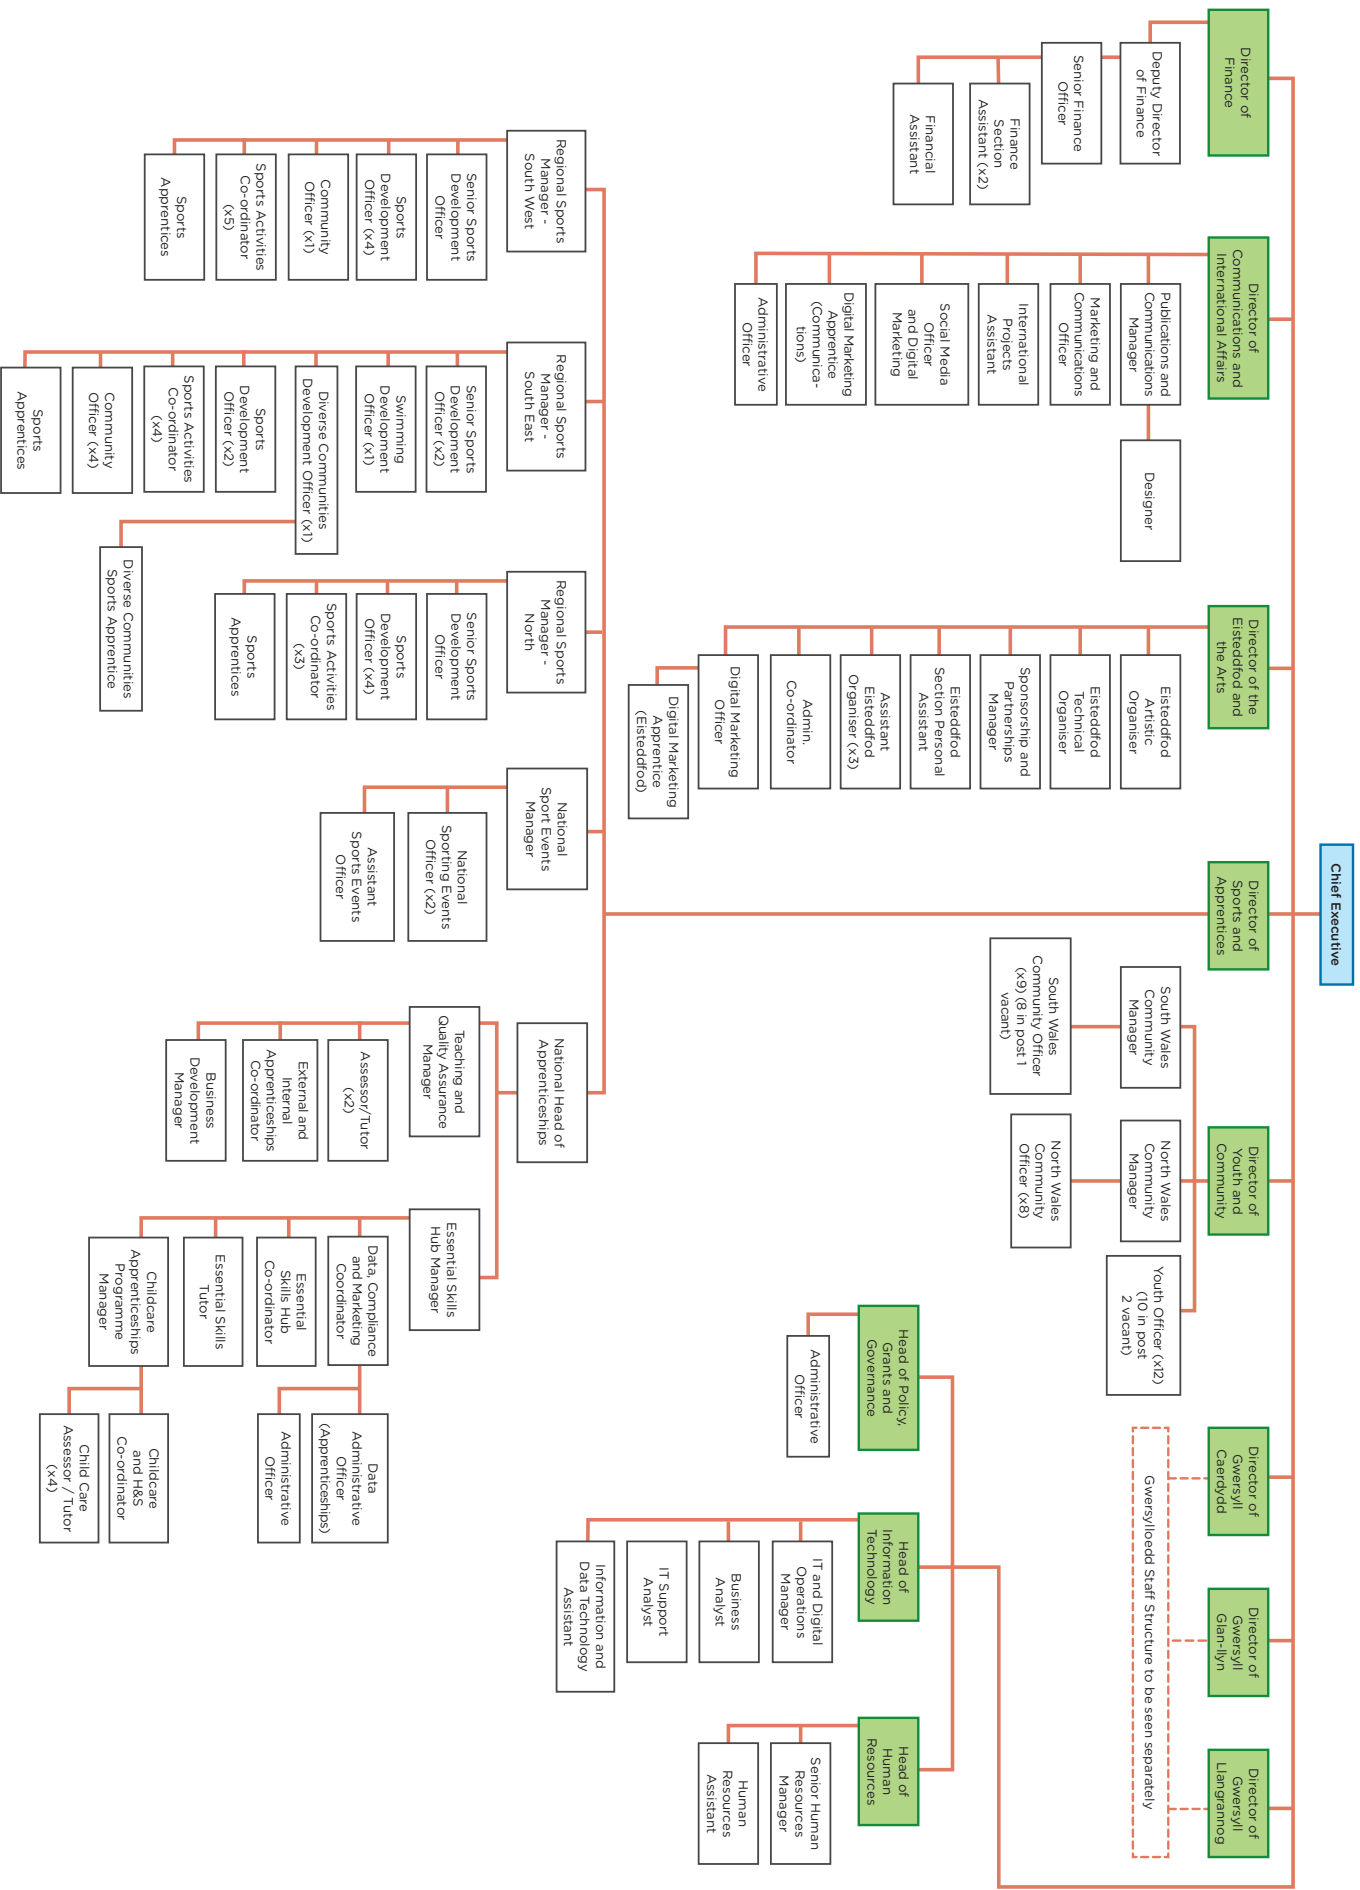 Chief Executive
Director of
Finance
Deputy Director
of Finance
Senior Finance
Officer
Finance
Section
Assistant (x2)
Financial
Assistant
Director of
Communications and
International Affairs
Publications and
Communications
Manager
Designer
Marketing and
Communications
Officer
International
Projects
Assistant
Social Media
Officer
and Digital
Marketing
Digital Marketing
Apprentice
(Communica-
tions)
Administrative
Officer
Director of the
Eisteddfod and
the Arts
Eisteddfod
Artistic
Organiser
Eisteddfod
Technical
Organiser
Sponsorship and
Partnerships
Manager
Eisteddfod
Section Personal
Assistant
Assistant
Eisteddfod
Organiser (x3)
Admin.
Co-ordinator
Digital Marketing
Officer
Digital Marketing
Apprentice
(Eisteddfod)
Director of
Sports and
Apprentices
Regional Sports
Manager -
South West
Senior Sports
Development
Officer
Sports
Development
Officer (x4)
Community
Officer (x1)
Sports Activities
Co-ordinator
(x5)
Sports
Apprentices
Regional Sports
Manager -
South East
Senior Sports
Development
Officer (x2)
Swimming
Development
Officer (x1)
Diverse Communities
Development Officer (x1)
Diverse Communities
Sports Apprentice
Sports
Development
Officer (x2)
Sports Activities
Co-ordinator
(x4)
Community
Officer (x4)
Sports
Apprentices
Regional Sports
Manager -
North
Senior Sports
Development
Officer
Sports
Development
Officer (x4)
Sports Activities
Co-ordinator
(x3)
Sports
Apprentices
National
Sport Events
Manager
National
Sporting Events
Officer (x2)
Assistant
Sports Events
Officer
National Head of
Apprenticeships
Teaching and
Quality Assurance
Manager
Assessor/Tutor
(x2)
External and
Internal
Apprenticeships
Co-ordinator
Business
Development
Manager
Essential Skills
Hub Manager
Data, Compliance
and Marketing
Coordinator
Data
Administrative
Officer
(Apprenticeships)
Administrative
Officer
Essential
Skills Hub
Co-ordinator
Essential Skills
Tutor
Childcare
Apprenticeships
Programme
Manager
Childcare
and H&S
Co-ordinator
Child Care
Assessor / Tutor
(x4)
Director of
Youth and
Community
South Wales
Community
Manager
South Wales
Community Officer
(x9) (8 in post 1
vacant)
North Wales
Community
Manager
North Wales
Community
Officer (x8)
Youth Officer (x12)
(10 in post
2 vacant)
Director of
Gwersyll
Caerdydd
Director of
Gwersyll
Glan-llyn
Director of
Gwersyll
Llangrannog
Gwersylloedd Staff Structure to be seen separately
Head of Policy,
Grants and
Governance
Administrative
Officer
Head of
Information
Technology
IT and Digital
Operations
Manager
Business
Analyst
IT Support
Analyst
Information and
Data Technology
Assistant
Head of
Human
Resources
Senior Human
Resources
Manager
Human
Resources
Assistant